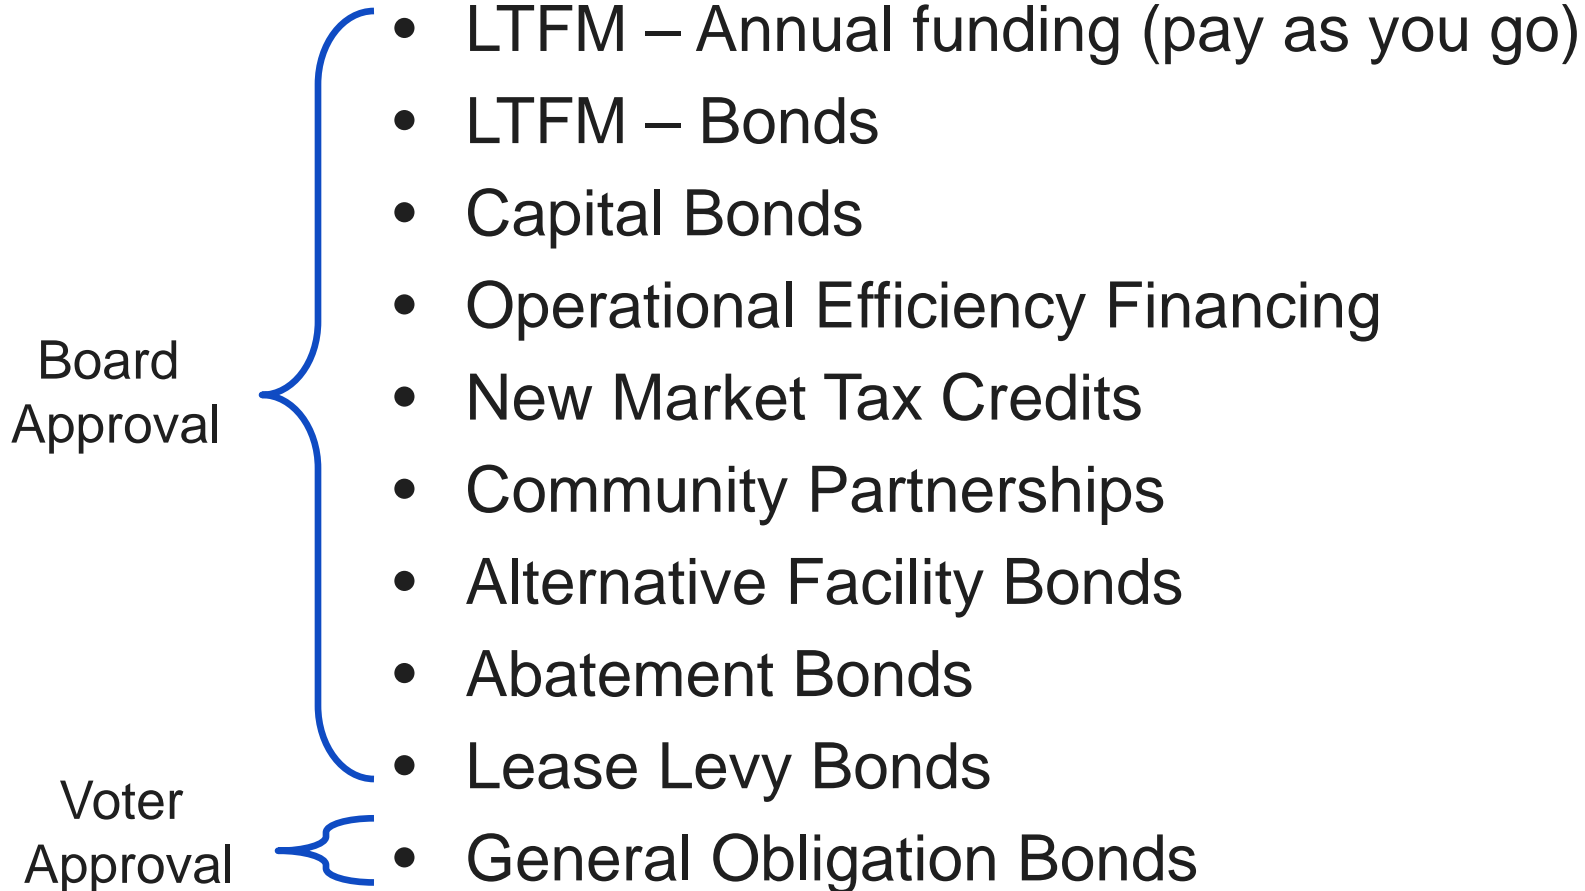 • LTFM – Annual funding (pay as you go)
• LTFM – Bonds
• Capital Bonds
• Operational Efficiency Financing
• New Market Tax Credits
• Community Partnerships
• Alternative Facility Bonds
• Abatement Bonds
• Lease Levy Bonds
• General Obligation Bonds
Board
Approval
Voter
Approval